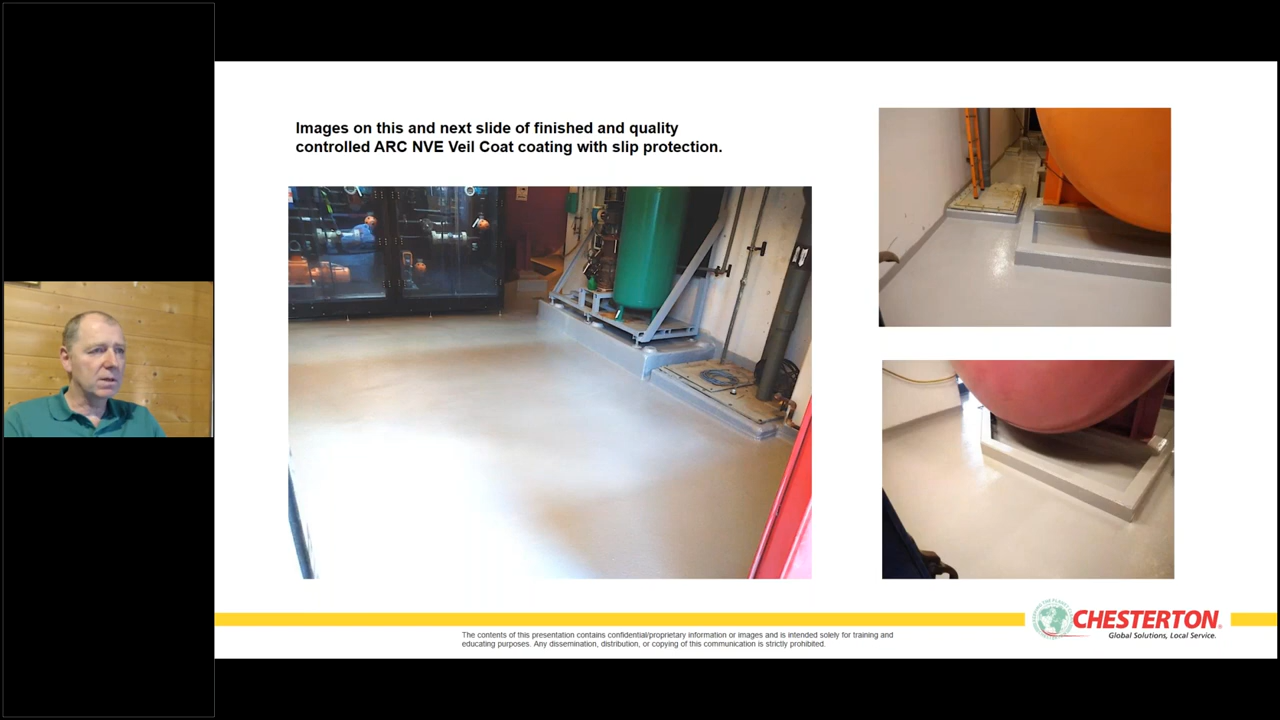 Images on this and next slide of finished and quality
controlled ARC NVE Veil Coat coating with slip protection.
CHESTERTON®
Global Solutions, Local Service.
The contents of this presentation contains confidential/proprietary information or images and is intended solely for training and
educating purposes. Any dissemination, distribution, or copying of this communication is strictly prohibited.